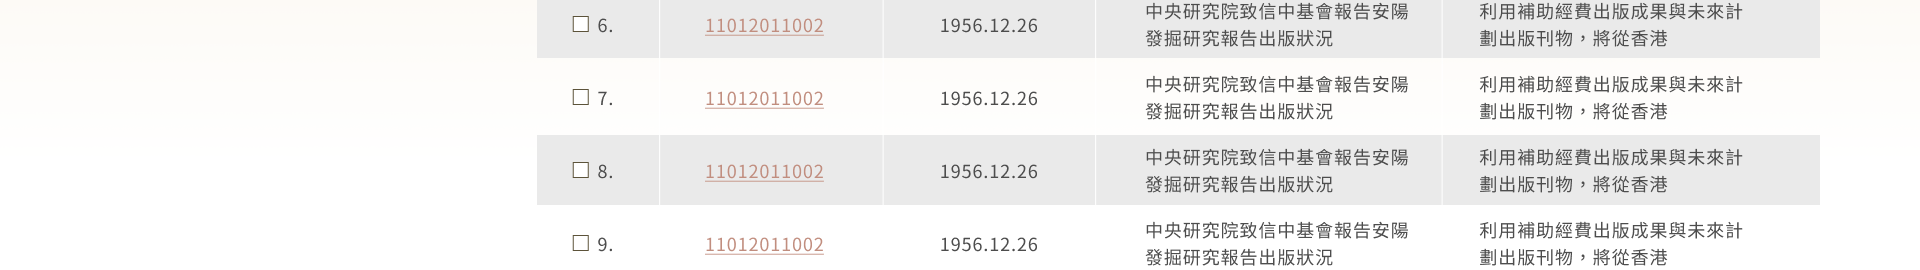 中央研究院致信中基會報告安陽 利用補助經費出版成果與未來計
☐ 6. 11012011002 1956.12.26
發掘研究報告出版狀況 劃出版刊物，將從香港
中央研究院致信中基會報告安陽 利用補助經費出版成果與未來計
☐ 7. 11012011002 1956.12.26
發掘研究報告出版狀況 劃出版刊物，將從香港
中央研究院致信中基會報告安陽 利用補助經費出版成果與未來計
☐ 8. 11012011002 1956.12.26
發掘研究報告出版狀況 劃出版刊物，將從香港
中央研究院致信中基會報告安陽 利用補助經費出版成果與未來計
☐ 9. 11012011002 1956.12.26
發掘研究報告出版狀況 劃出版刊物，將從香港